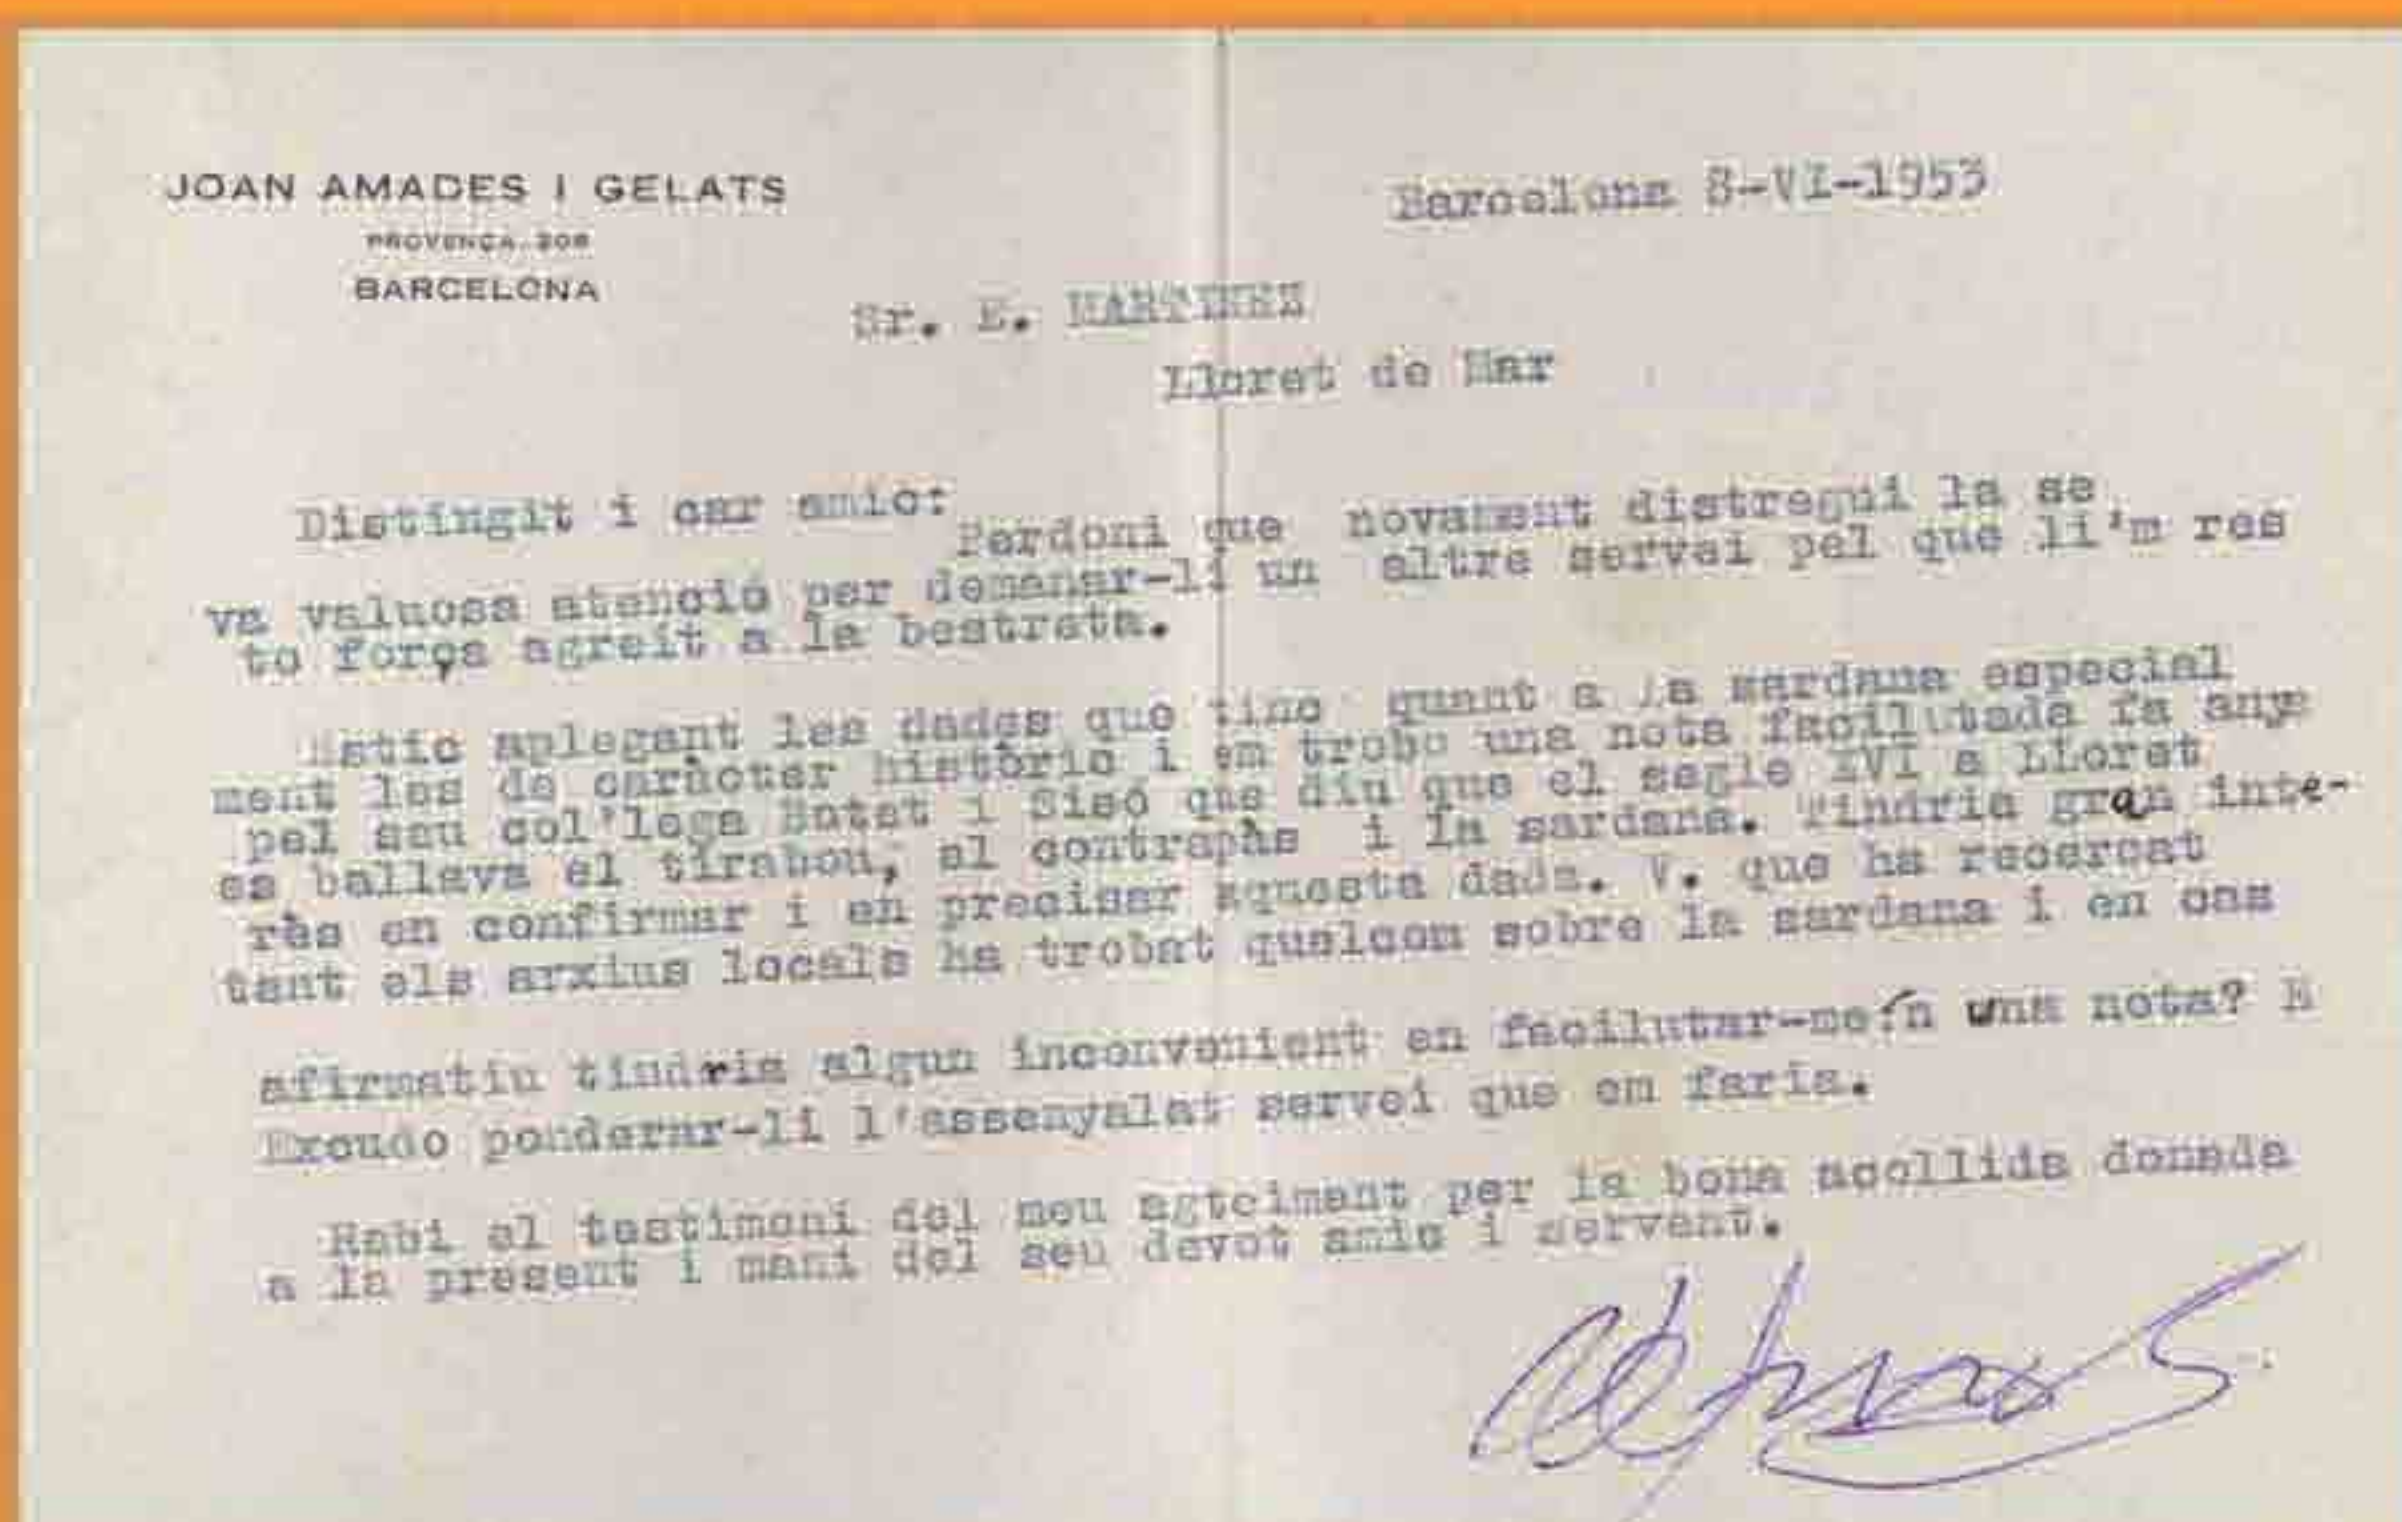 JOAN AMADES I GELATS
PROVENÇA, 208
BARCELONA
Barcelona 8-VI-1953
Sr. E. MARTINEZ
Lloret de Mar
Distingit i car amic:
Perdoni que novament distregui la se
va valuosa atenció per demanar-li un altre servei pel que li'm res
to força agreït a la bestreta.
Estic aplegant les dades que tinc quant a la sardana especial
ment les de caràcter històric i em trobo una nota facilutada fa anys
pel seu col'lega Botet i Sisó que diu que el segle XVI a Lloret
es ballava el tirabou, el contrapàs i la sardana. Tindria gran inte-
rès en confirmar i en precisar aquesta dada. V. que ha recercat
tant els arxius locals ha trobat quelcom sobre la sardana i en cas
afirmatiu tindria algun inconvenient en facilutar-me'n una nota? N
Excudo ponderar-li l'assenyalat servei que em faria.
Rebi el testimoni del meu agteiment per la bona acollida donada
a la present i mani del seu devot amic i servent.